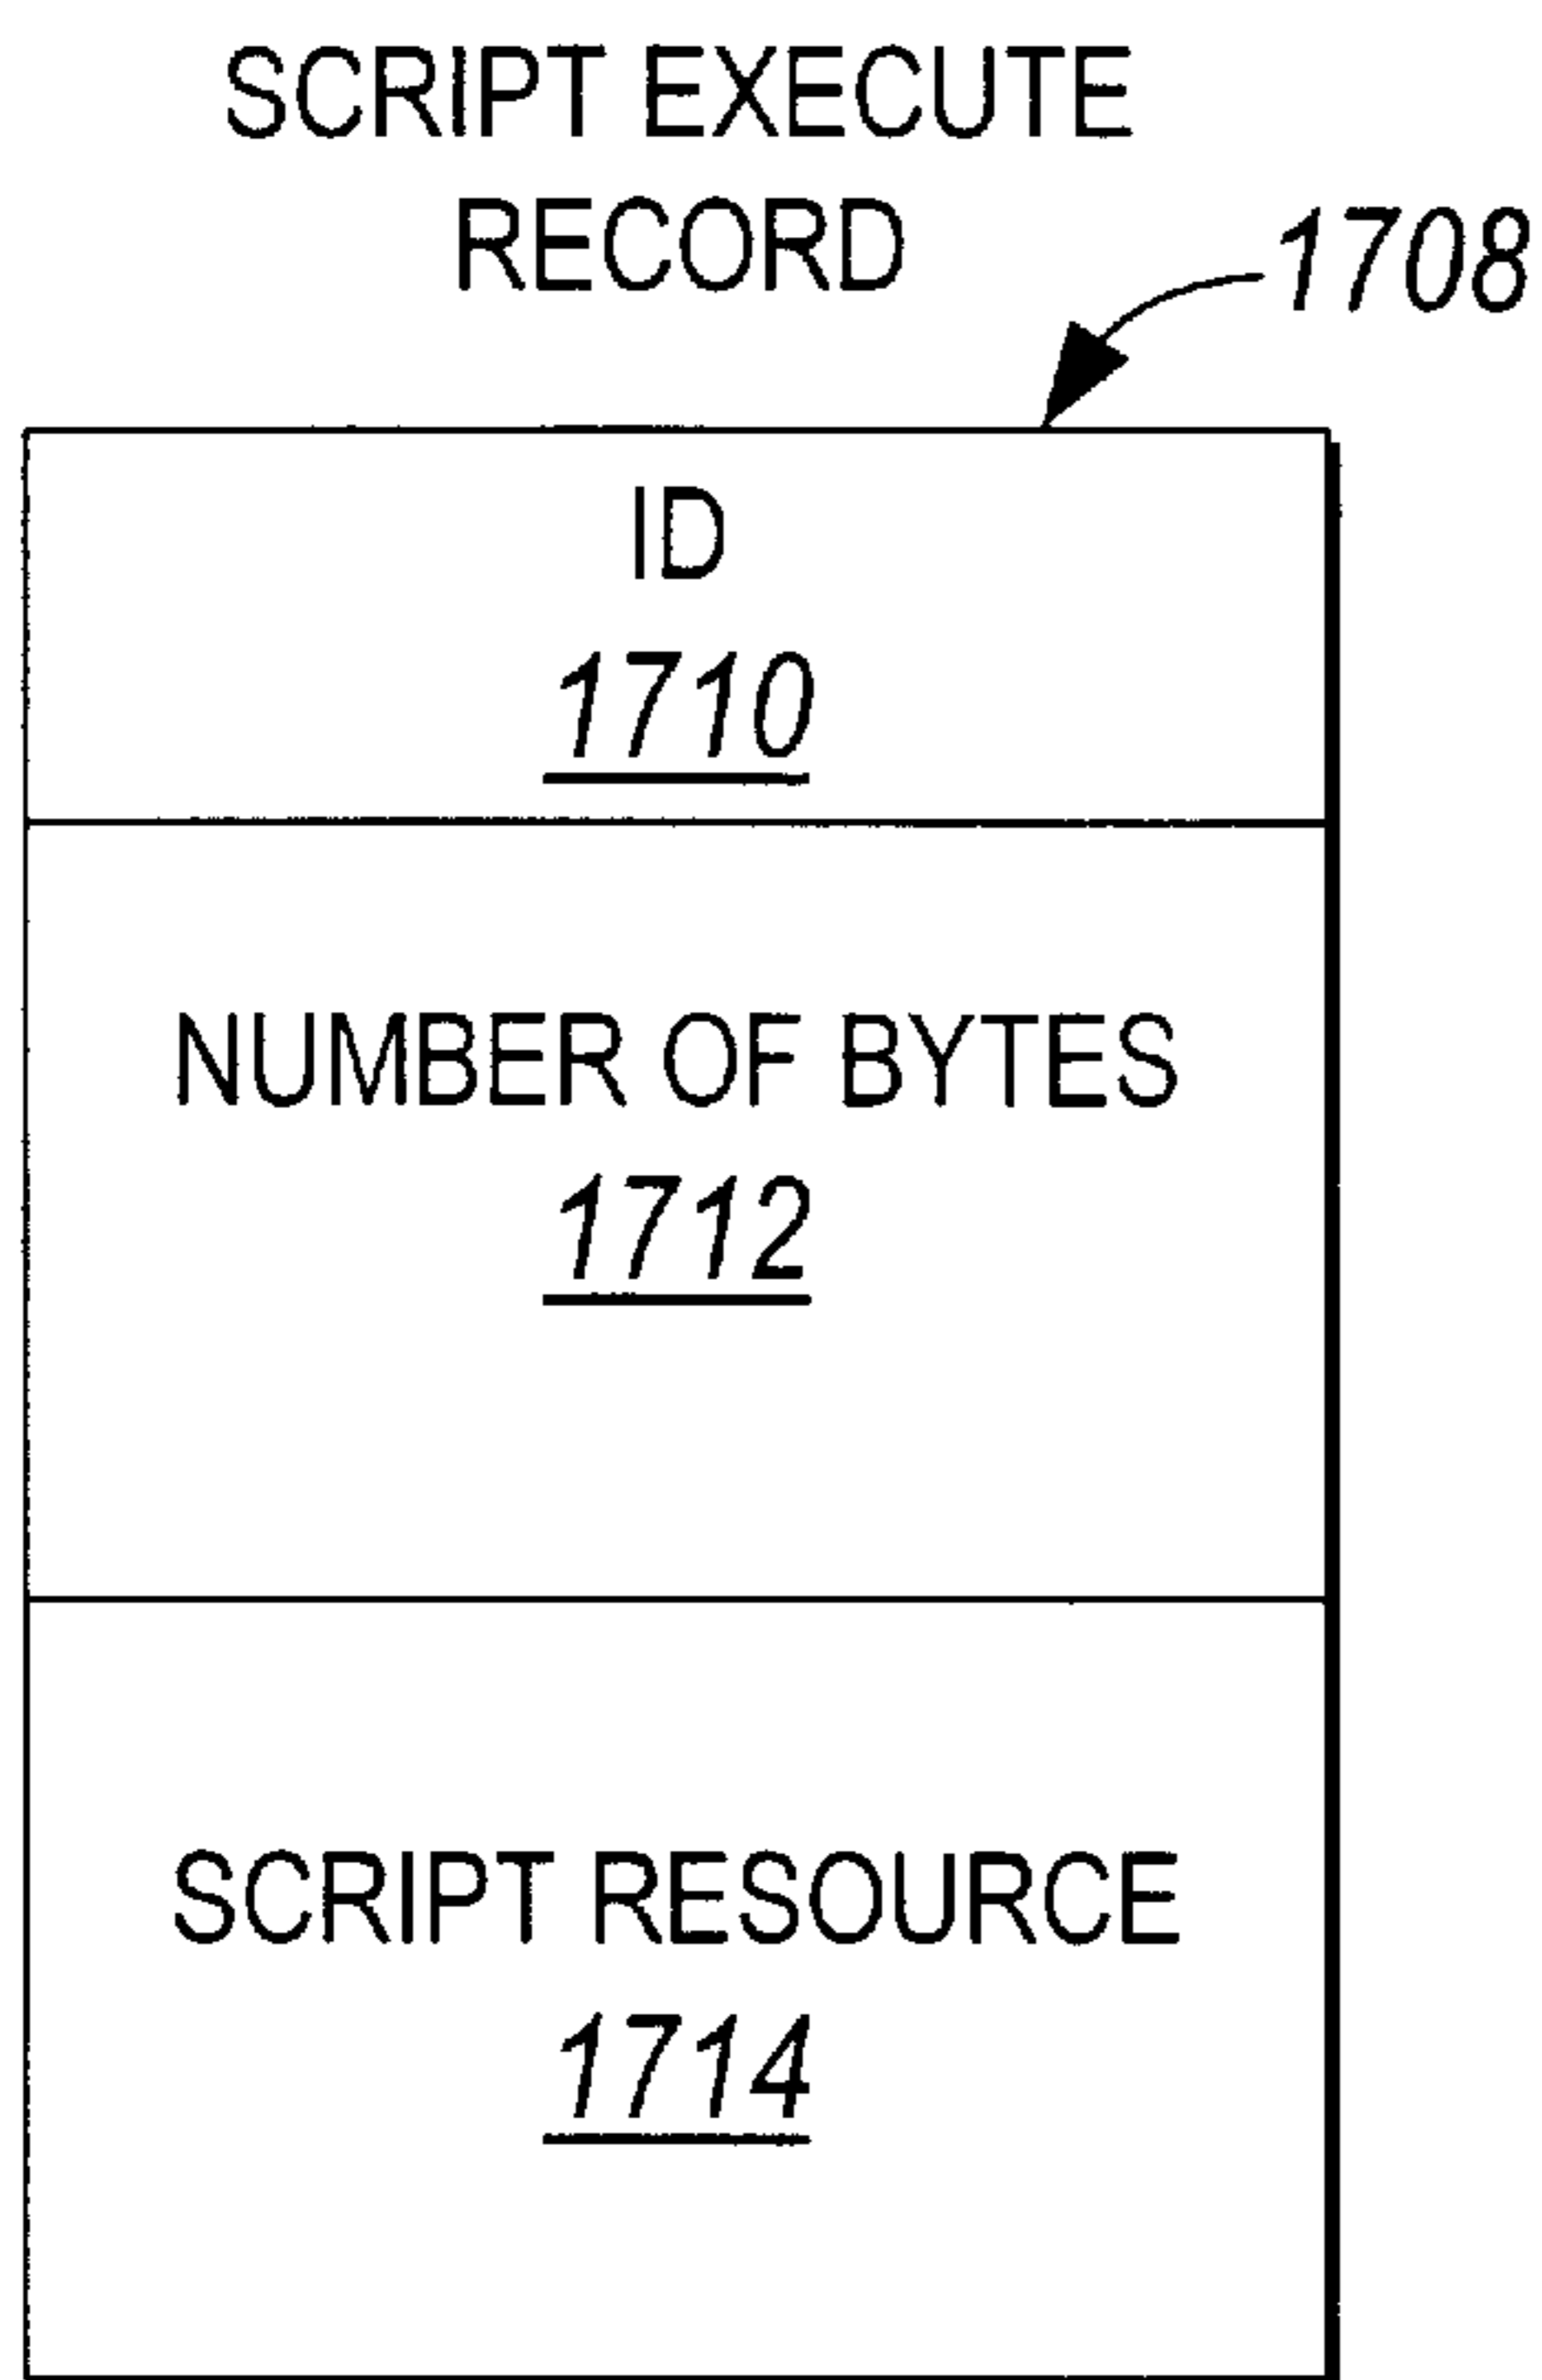 SCRIPT EXECUTE
RECORD
1708
ID
1710
NUMBER OF BYTES
1712
SCRIPT RESOURCE
1714